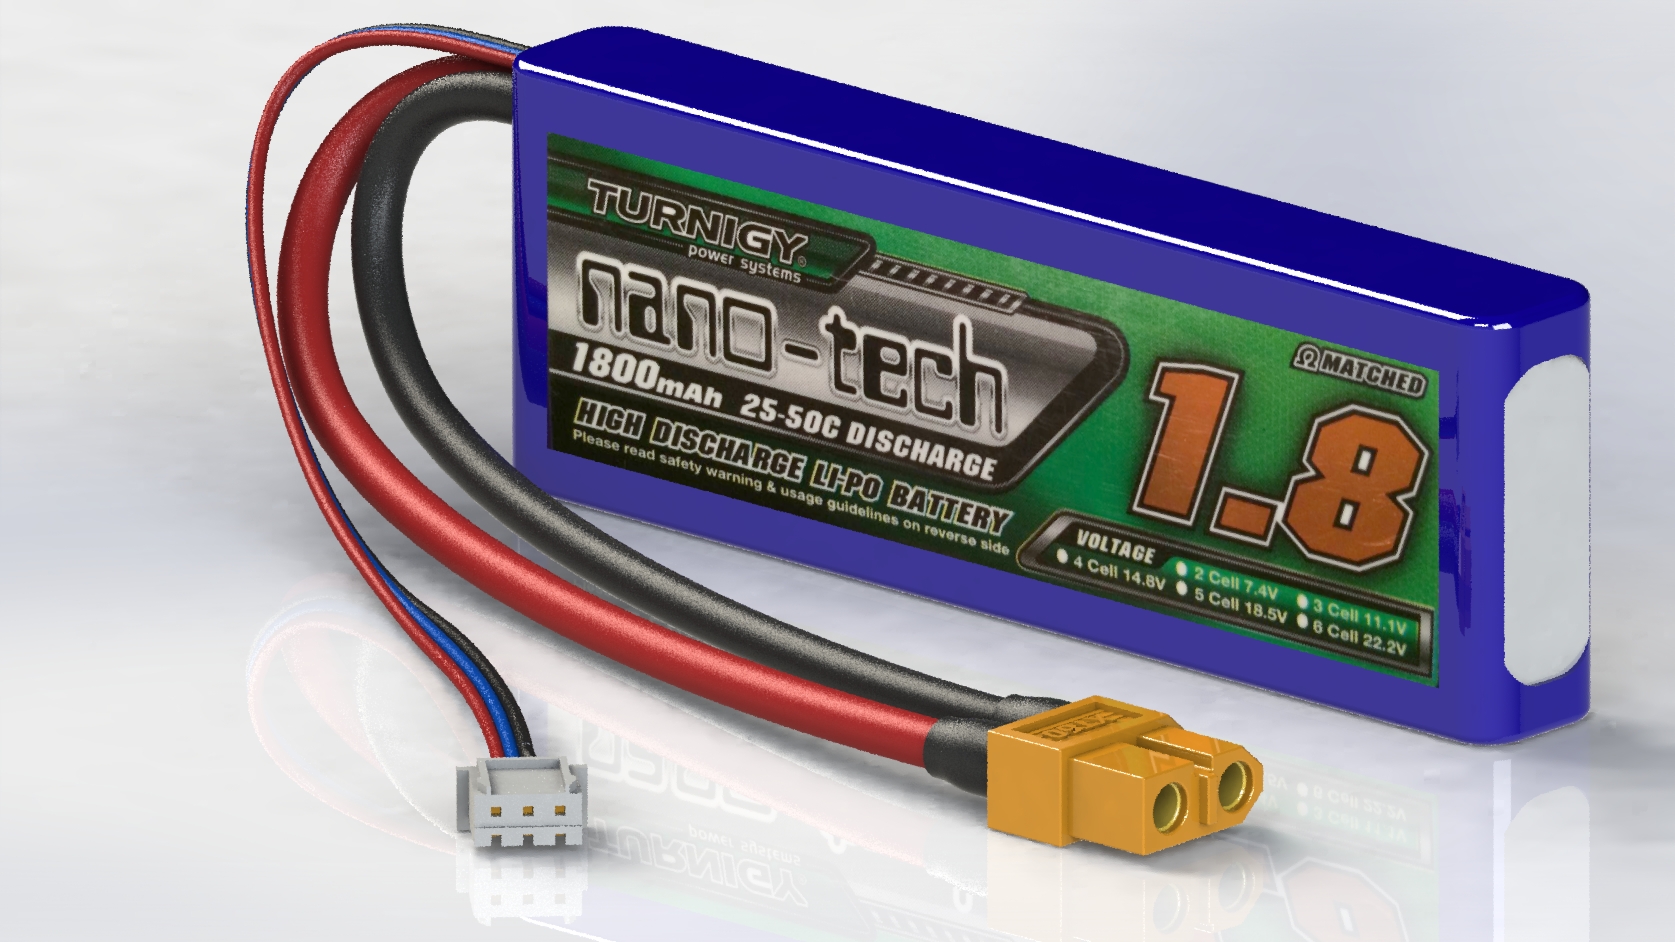 TURNIGY
power systems
nano-tech
1800mAh 25-50C DISCHARGE
HIGH DISCHARGE LI-PO BATTERY
Please read safety warning & usage guidelines on reverse side
Ω MATCHED
1.8
VOLTAGE
2 Cell 7.4V
3 Cell 11.1V
4 Cell 14.8V
5 Cell 18.5V
6 Cell 22.2V